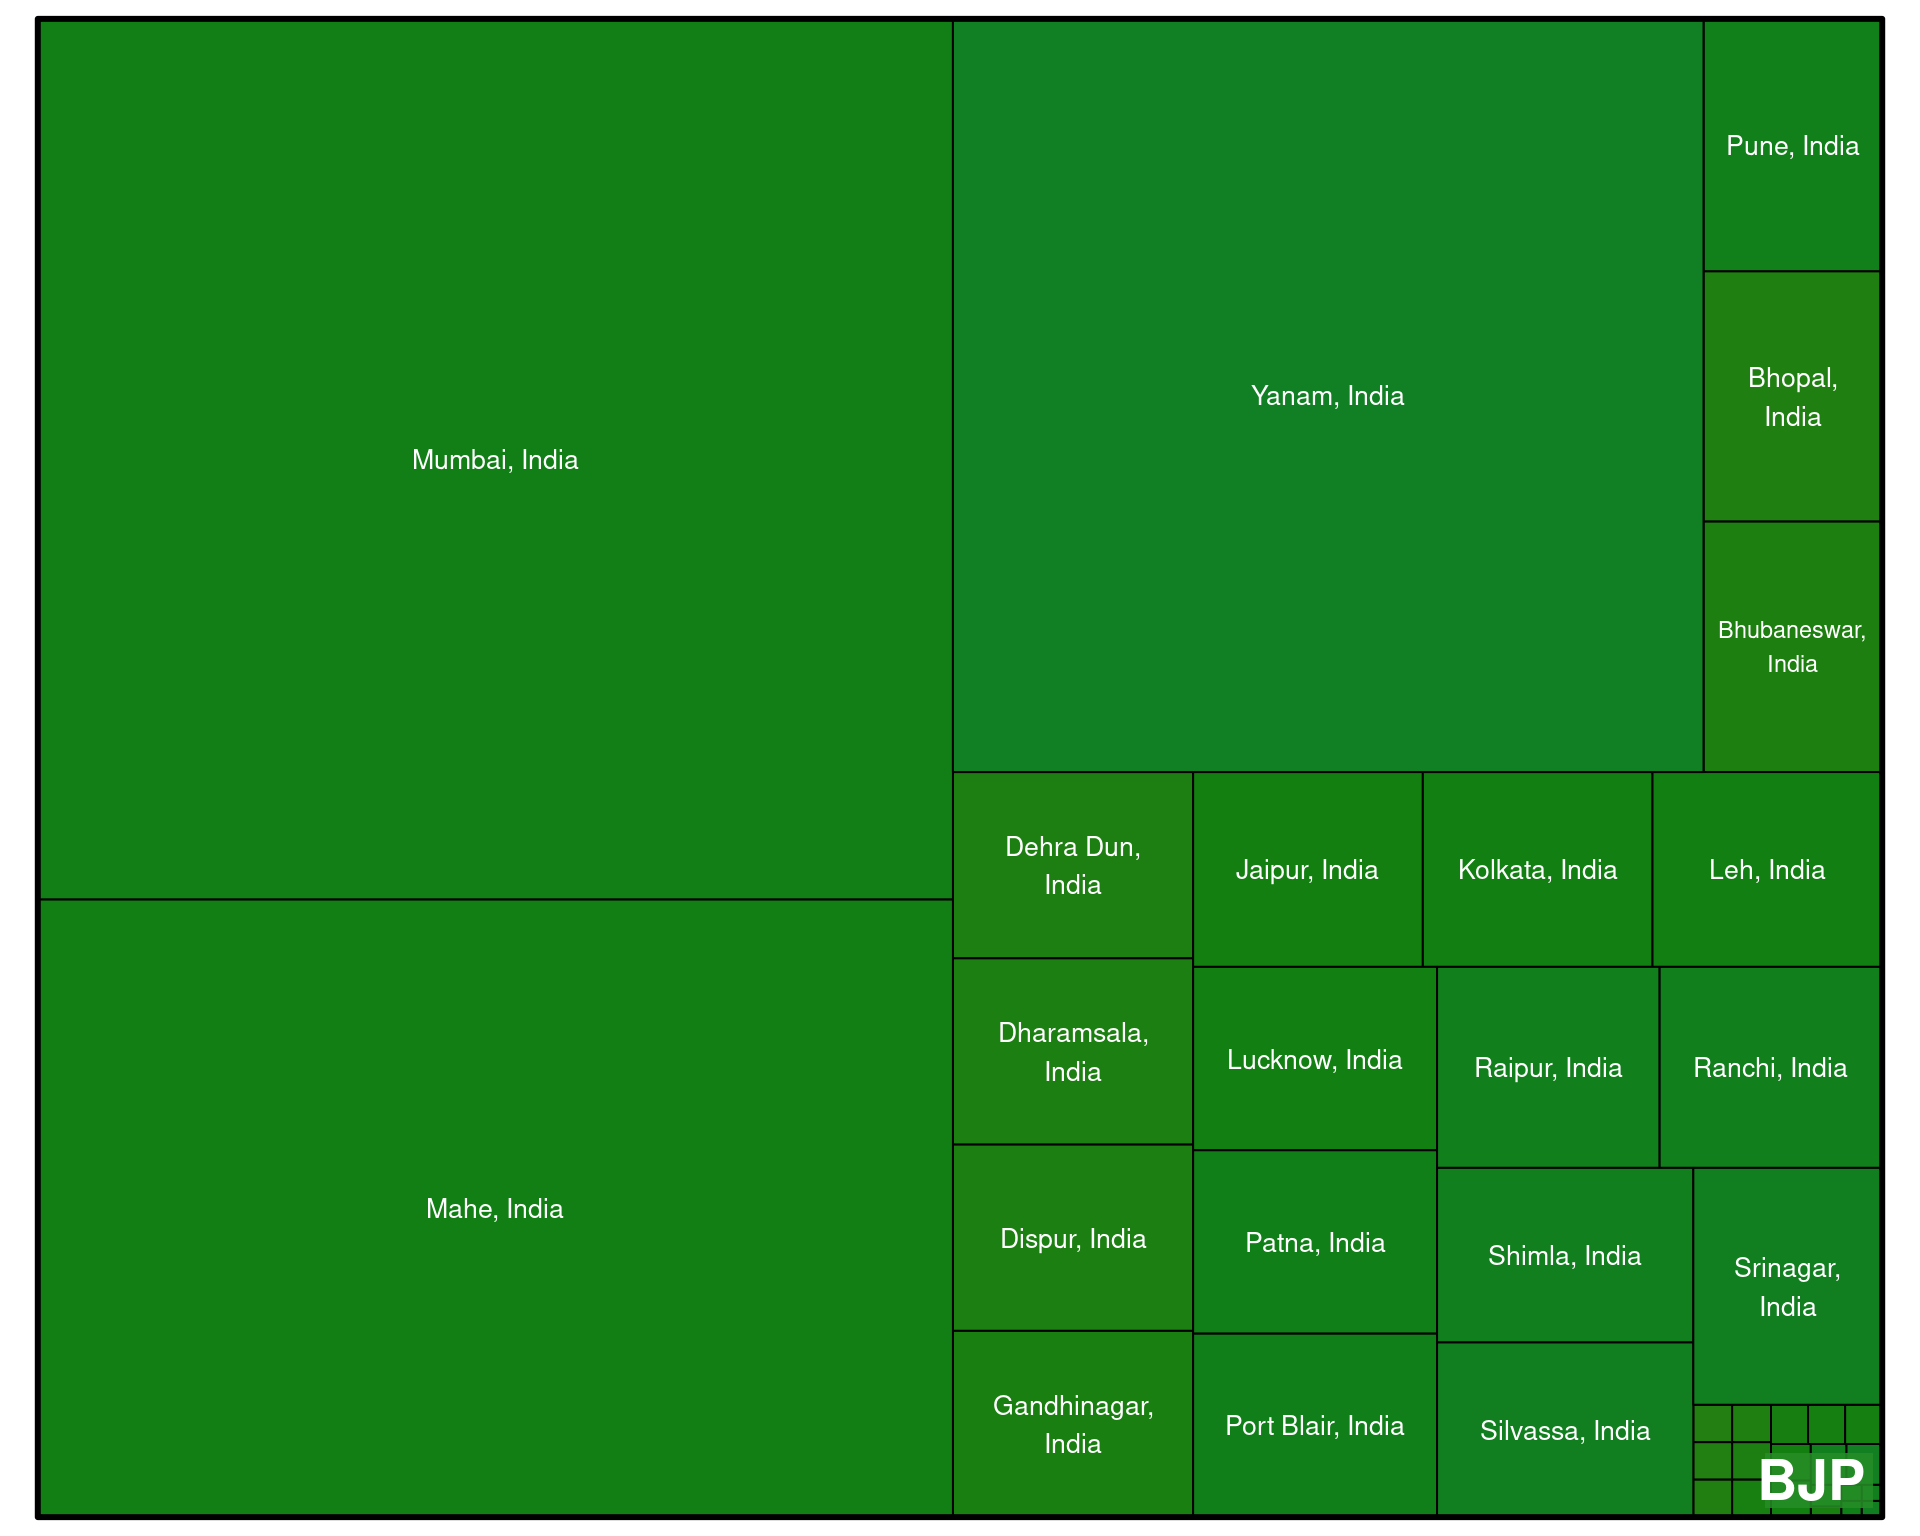 Mumbai, India
Mahe, India
Yanam, India
Pune, India
Bhopal,
India
Bhubaneswar,
India
Dehra Dun,
India
Jaipur, India
Kolkata, India
Leh, India
Dharamsala,
India
Lucknow, India
Raipur, India
Ranchi, India
Dispur, India
Patna, India
Shimla, India
Srinagar,
India
Gandhinagar,
India
Port Blair, India
Silvassa, India
BJP